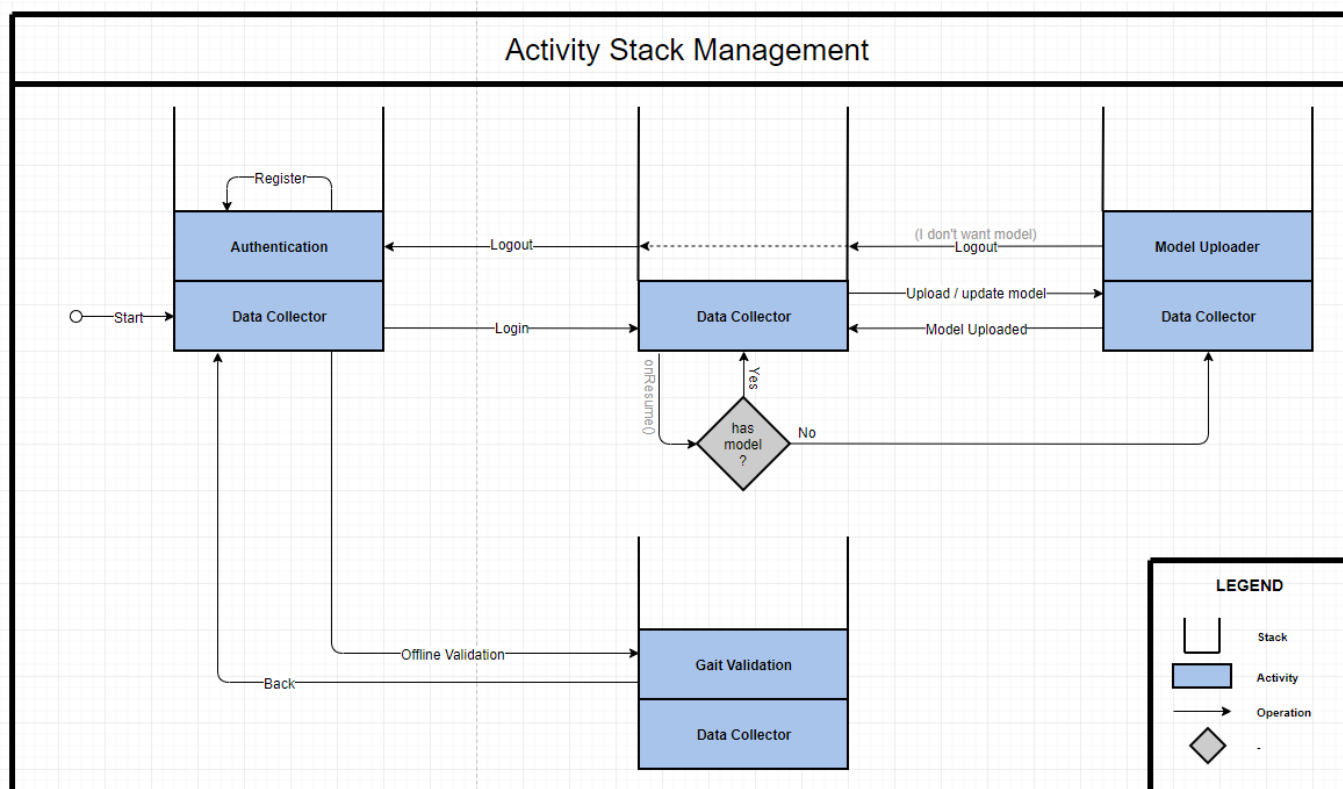 Activity Stack Management
Register
Authentication
Logout
(I don't want model)
Logout
Model Uploader
Start
Data Collector
Login
Data Collector
Upload / update model
Model Uploaded
Data Collector
onResume()
Yes
has
model
?
No
Offline Validation
Back
Gait Validation
Data Collector
LEGEND
Stack
Activity
Operation
-